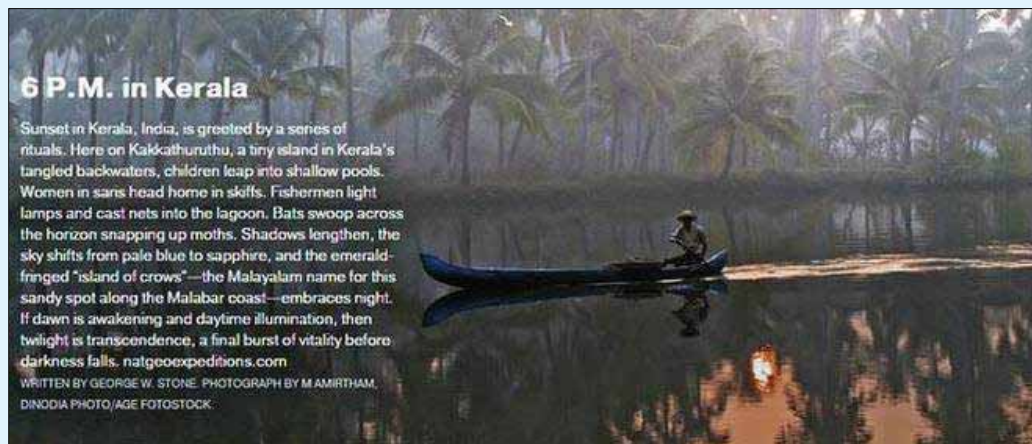 6 P.M. in Kerala
Sunset in Kerala, India, is greeted by a series of
rituals. Here on Kakkathuruthu, a tiny island in Kerala's
tangled backwaters, children leap into shallow pools.
Women in saris head home in skiffs. Fishermen light
lamps and cast nets into the lagoon. Bats swoop across
the horizon snapping up moths. Shadows lengthen, the
sky shifts from pale blue to sapphire, and the emerald-
fringed "island of crows"—the Malayalam name for this
sandy spot along the Malabar coast—embraces night.
If dawn is awakening and daytime illumination, then
twilight is transcendence, a final burst of vitality before
darkness falls. natgeoexpeditions.com
WRITTEN BY GEORGE W. STONE. PHOTOGRAPH BY M AMIRTHAM,
DINODIA PHOTO/AGE FOTOSTOCK